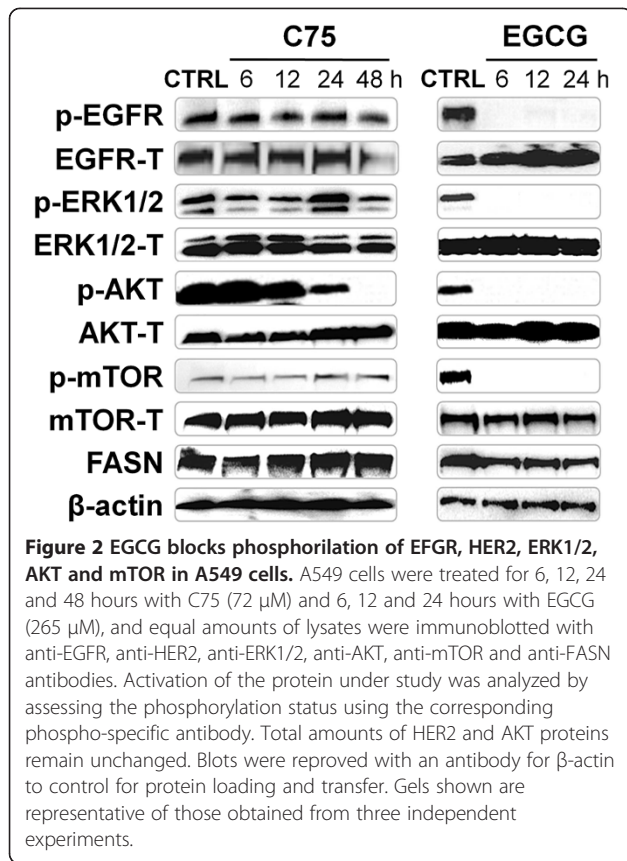 C75 EGCG
CTRL 6 12 24 48 h CTRL 6 12 24 h
p-EGFR
EGFR-T
p-ERK1/2
ERK1/2-T
p-AKT
AKT-T
p-mTOR
mTOR-T
FASN
β-actin
Figure 2 EGCG blocks phosphorilation of EFGR, HER2, ERK1/2,
AKT and mTOR in A549 cells. A549 cells were treated for 6, 12, 24
and 48 hours with C75 (72 μM) and 6, 12 and 24 hours with EGCG
(265 μM), and equal amounts of lysates were immunoblotted with
anti-EGFR, anti-HER2, anti-ERK1/2, anti-AKT, anti-mTOR and anti-FASN
antibodies. Activation of the protein under study was analyzed by
assessing the phosphorylation status using the corresponding
phospho-specific antibody. Total amounts of HER2 and AKT proteins
remain unchanged. Blots were reproved with an antibody for β-actin
to control for protein loading and transfer. Gels shown are
representative of those obtained from three independent
experiments.